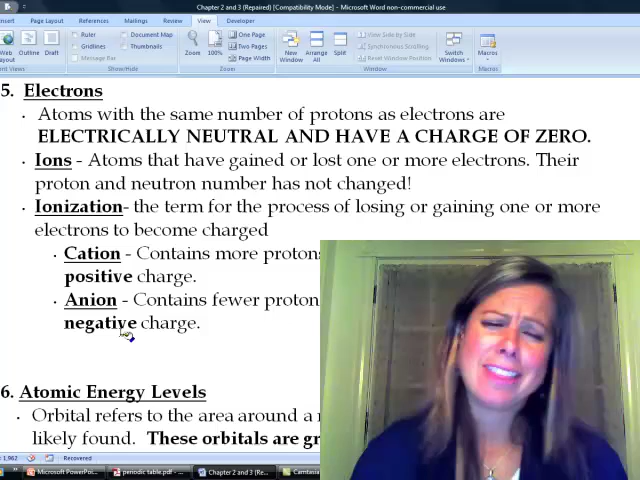 Chapter 2 and 3 (Repaired) [Compatibility Mode] - Microsoft Word non-commercial use
Insert Page Layout References Mailings Review View Developer
Web Layout Outline Draft
Ruler Document Map
Gridlines Thumbnails
Message Bar
Show/Hide
Zoom 100% One Page Two Pages Page Width
Zoom
New Window Arrange All Split
View Side by Side
Synchronous Scrolling
Reset Window Position
Window
Switch Windows
Macros
Macros
5. Electrons
• Atoms with the same number of protons as electrons are
ELECTRICALLY NEUTRAL AND HAVE A CHARGE OF ZERO.
• Ions - Atoms that have gained or lost one or more electrons. Their
proton and neutron number has not changed!
• Ionization- the term for the process of losing or gaining one or more
electrons to become charged
• Cation - Contains more protons
positive charge.
• Anion - Contains fewer proton
negative charge.
6. Atomic Energy Levels
• Orbital refers to the area around a
likely found. These orbitals are gr
: 1,962 Recovered
Microsoft PowerPo... periodic table.pdf - ... Chapter 2 and 3 (Re... Camtasia